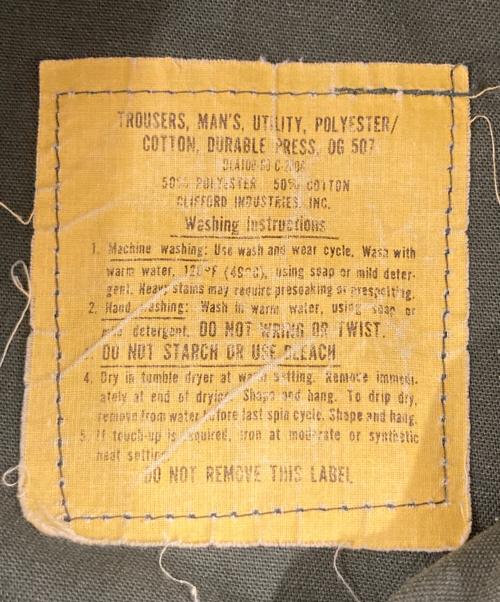 TROUSERS, MAN'S, UTILITY, POLYESTER/
COTTON, DURABLE PRESS, OG 507
50% POLYESTER 50% COTTON
CLIFFORD INDUSTRIES, INC.
Washing Instructions
1. Machine washing: Use wash and wear cycle. Wash with
warm water, 120°F (49°C), using soap or mild deter-
gent. Heavy stains may require presoaking or prespotting.
2. Hand washing: Wash in warm water, using soap or
mild detergent. DO NOT WRING OR TWIST.
3. DO NOT STARCH OR USE BLEACH
4. Dry in tumble dryer at warm setting. Remove immedi-
ately at end of drying. Shape and hang. To drip dry,
remove from water before last spin cycle. Shape and hang.
5. If touch-up is required, iron at moderate or synthetic
heat setting.
DO NOT REMOVE THIS LABEL